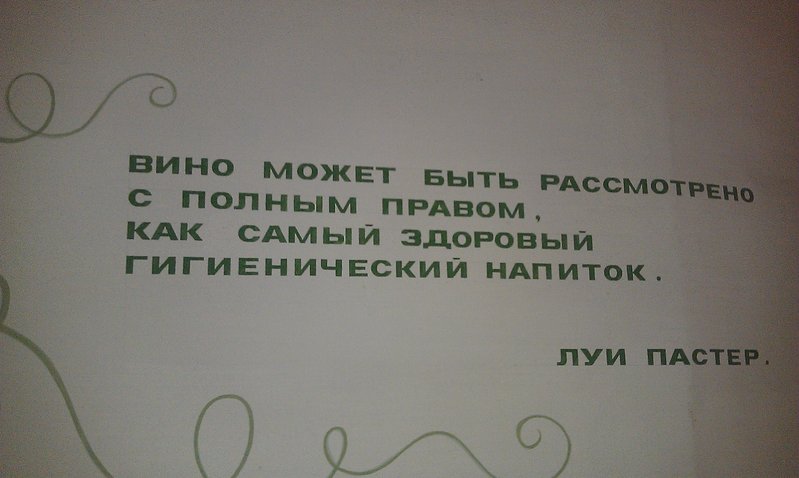 ВИНО МОЖЕТ БЫТЬ РАССМОТРЕНО
С ПОЛНЫМ ПРАВОМ,
КАК САМЫЙ ЗДОРОВЫЙ
ГИГИЕНИЧЕСКИЙ НАПИТОК.
ЛУИ ПАСТЕР.